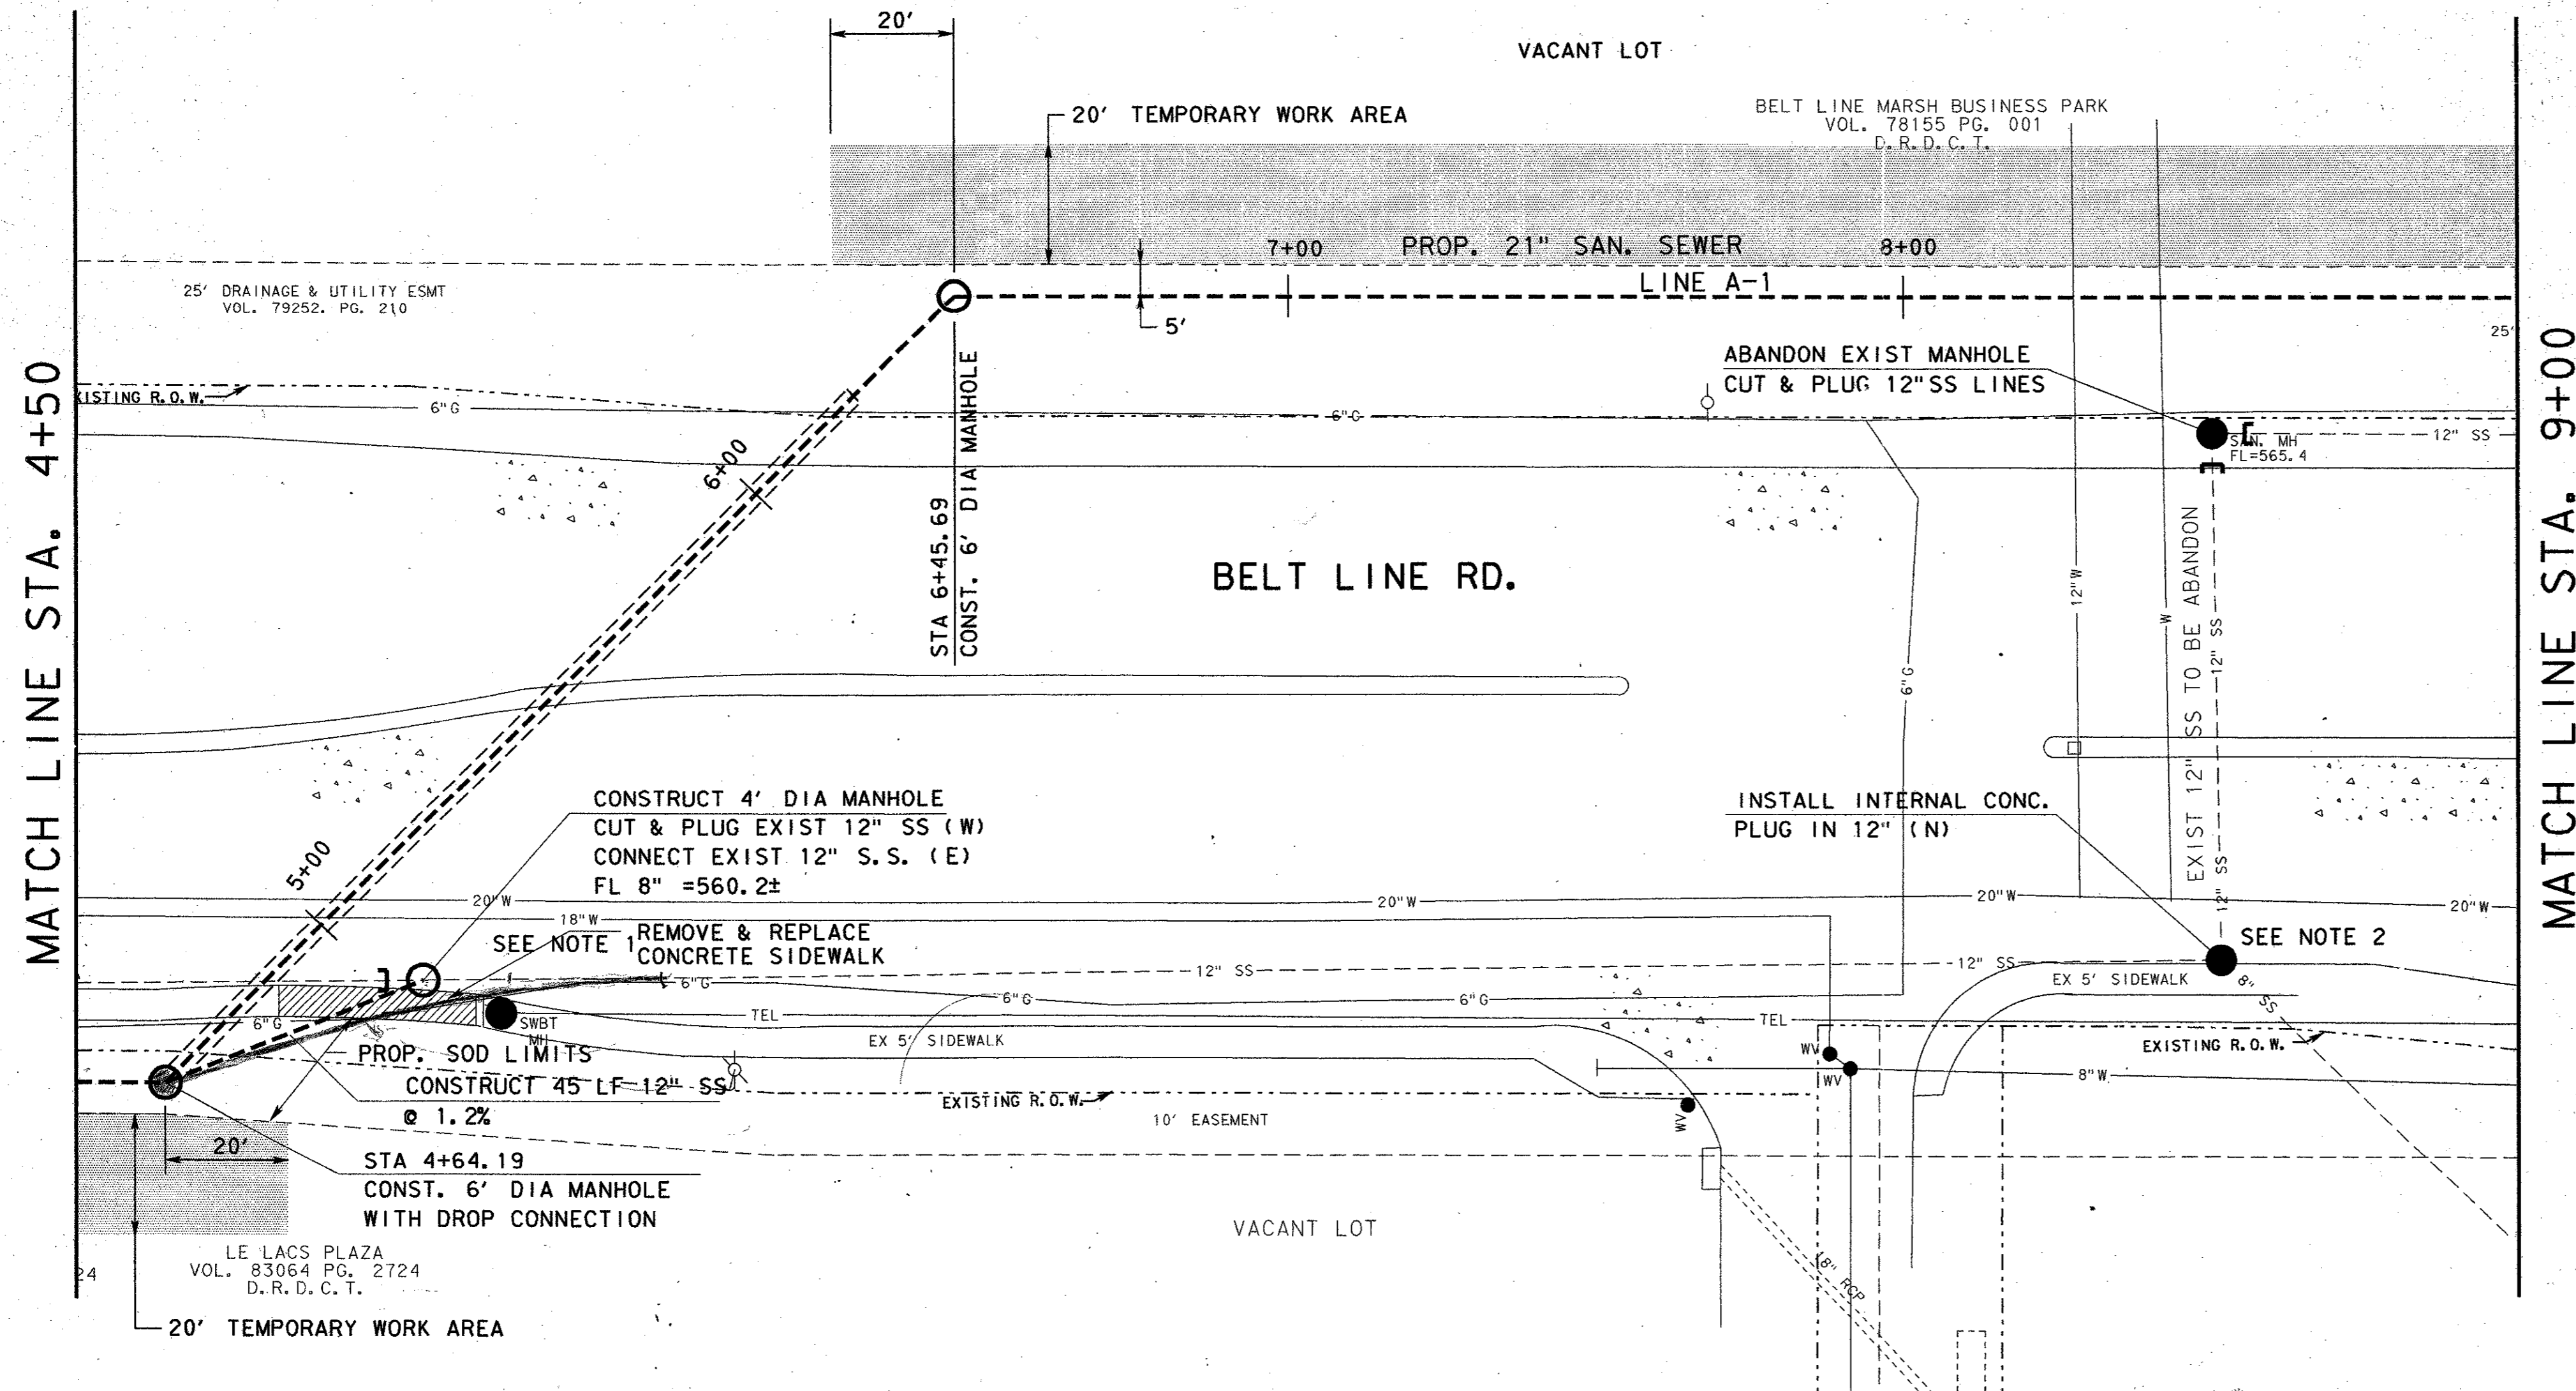 20'
VACANT LOT
20' TEMPORARY WORK AREA
BELT LINE MARSH BUSINESS PARK
VOL. 78155 PG. 001
D.R.D.C.T.
7+00
PROP. 21" SAN. SEWER
8+00
LINE A-1
25' DRAINAGE & UTILITY ESMT
VOL. 79252. PG. 210
5'
25'
MATCH LINE STA. 4+50
MATCH LINE STA. 9+00
ABANDON EXIST MANHOLE
CUT & PLUG 12"SS LINES
XISTING R.O.W.
6"G
6"G
SAN. MH
FL=565.4
12" SS
6+00
STA 6+45.69
CONST. 6' DIA MANHOLE
BELT LINE RD.
12"W
W
EXIST 12" SS TO BE ABANDON
12" SS
12" SS
12" SS
6"G
CONSTRUCT 4' DIA MANHOLE
CUT & PLUG EXIST 12" SS (W)
CONNECT EXIST 12" S.S. (E)
FL 8" =560.2±
INSTALL INTERNAL CONC.
PLUG IN 12" (N)
5+00
20"W
20"W
20"W
20"W
18"W
SEE NOTE 1
REMOVE & REPLACE
CONCRETE SIDEWALK
SEE NOTE 2
12" SS
12" SS
6"G
6"G
6"G
EX 5' SIDEWALK
8" SS
6"G
SWBT
MH
TEL
TEL
EX 5' SIDEWALK
PROP. SOD LIMITS
WV
WV
WV
EXISTING R.O.W.
8"W
CONSTRUCT 45 LF 12" SS
@ 1.2%
EXISTING R.O.W.
10' EASEMENT
20'
STA 4+64.19
CONST. 6' DIA MANHOLE
WITH DROP CONNECTION
VACANT LOT
LE LACS PLAZA
VOL. 83064 PG. 2724
D.R.D.C.T.
24
18" RCP
20' TEMPORARY WORK AREA